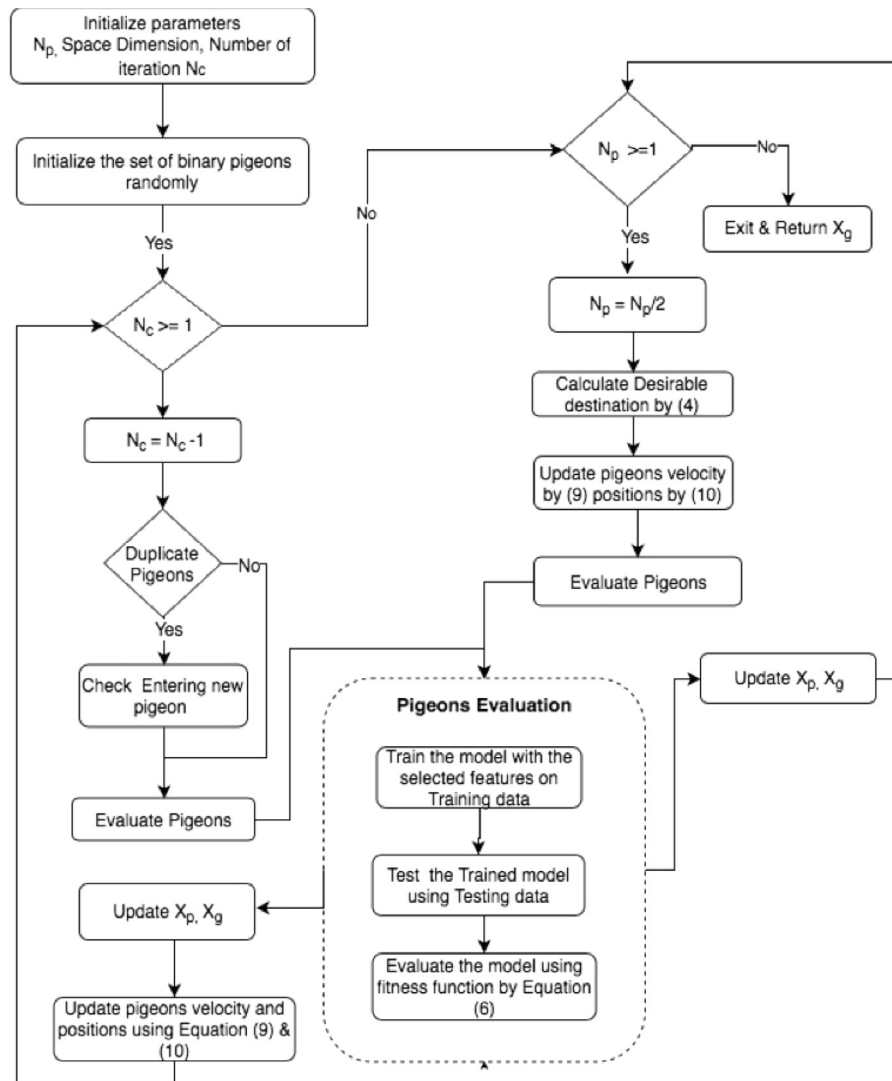 Initialize parameters
Np, Space Dimension, Number of
iteration Nc
Initialize the set of binary pigeons
randomly
Yes
Nc >= 1
No
Nc = Nc -1
Duplicate
Pigeons
No
Yes
Check Entering new
pigeon
Evaluate Pigeons
Update Xp, Xg
Update pigeons velocity and
positions using Equation (9) &
(10)
Np >=1
No
Exit & Return Xg
Yes
Np = Np/2
Calculate Desirable
destination by (4)
Update pigeons velocity
by (9) positions by (10)
Evaluate Pigeons
Pigeons Evaluation
Train the model with the
selected features on
Training data
Test the Trained model
using Testing data
Evaluate the model using
fitness function by Equation
(6)
Update Xp, Xg